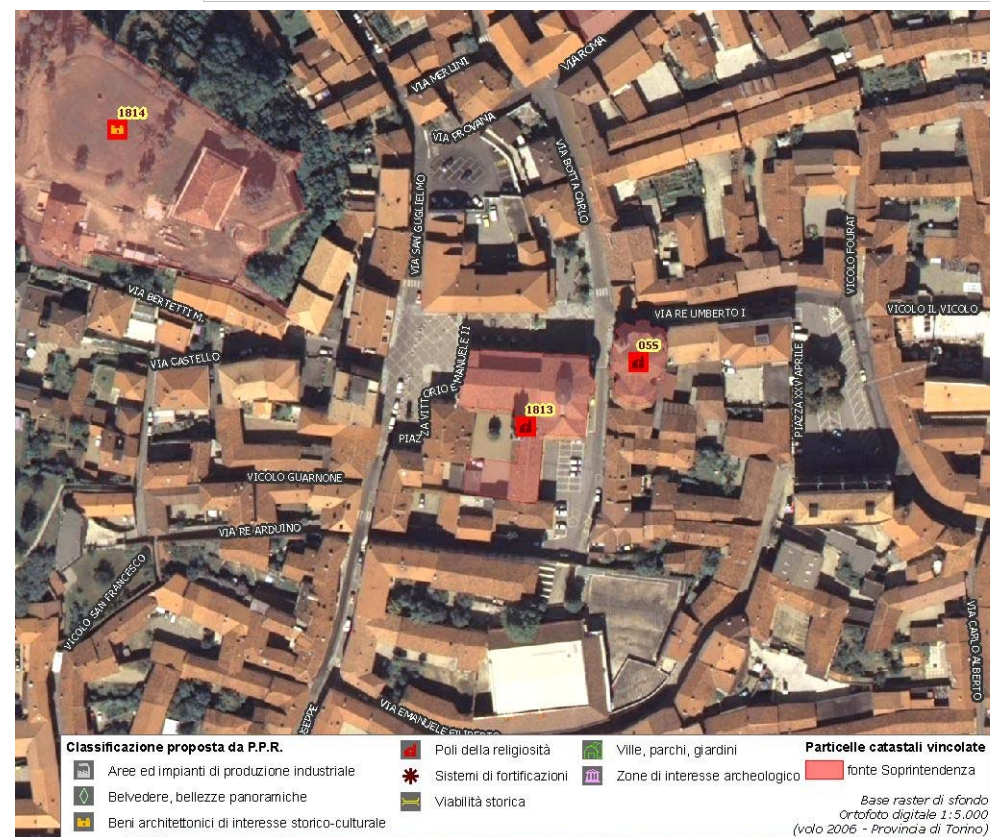 VIA ROMA
VIA MERLINI
1814
VIA PROVANA
VIA BOTTA CARLO
VIA SAN GUGLIELMO
VICOLO FOURAT
VIA BERTETTI M.
VIA RE UMBERTO I
VICOLO IL VICOLO
VIA CASTELLO
055
PIAZZA VITTORIO EMANUELE II
1813
PIAZZA XXV APRILE
VICOLO GUARNONE
VIA RE ARDUINO
VICOLO SAN FRANCESCO
VIA CARLO ALBERTO
SEPPE
VIA EMANUELE FILIBERTO
Classificazione proposta da P.P.R.
Aree ed impianti di produzione industriale
Belvedere, bellezze panoramiche
Beni architettonici di interesse storico-culturale
Poli della religiosità
Sistemi di fortificazioni
Viabilità storica
Ville, parchi, giardini
Zone di interesse archeologico
Particelle catastali vincolate
fonte Soprintendenza
Base raster di sfondo
Ortofoto digitale 1:5.000
(volo 2006 - Provincia di Torino)